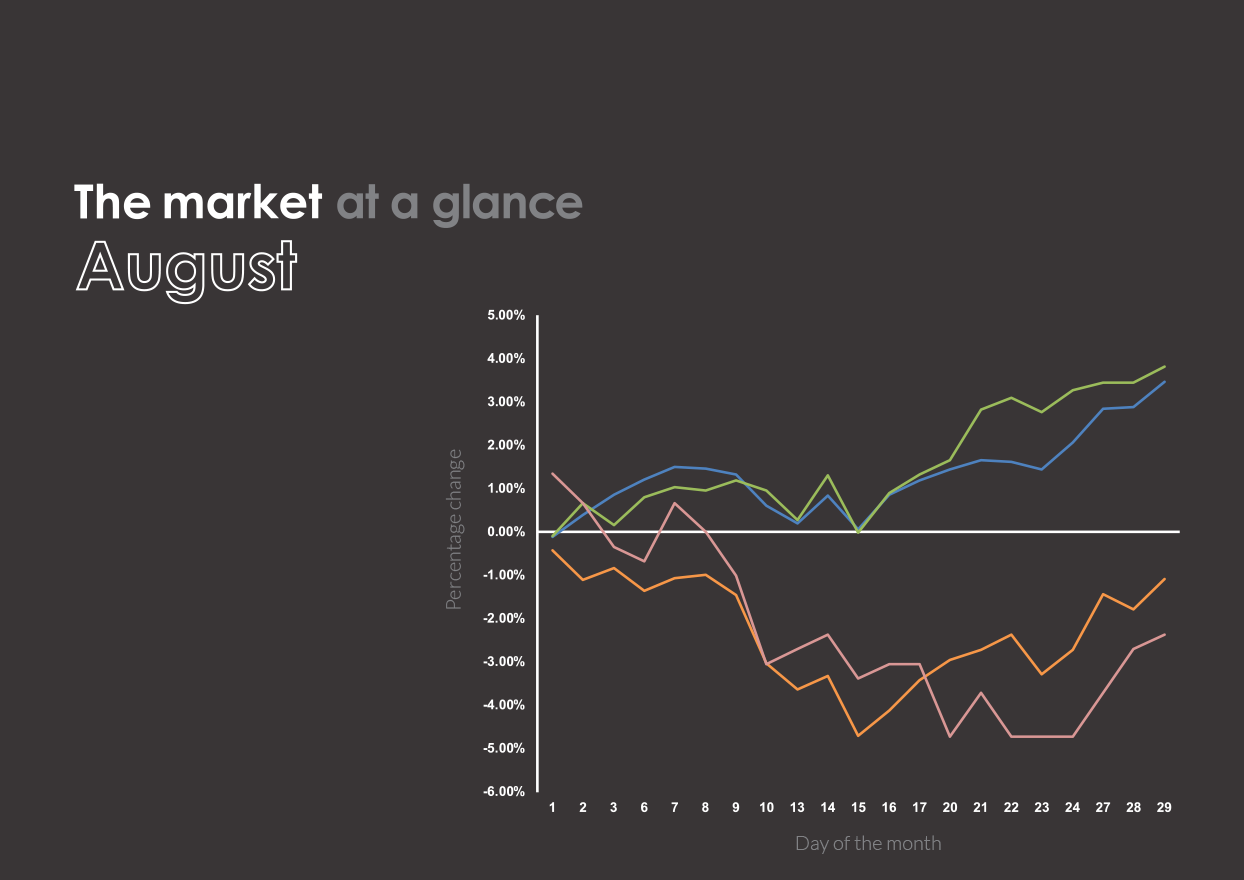 The market at a glance
August
5.00%
4.00%
3.00%
2.00%
1.00%
0.00%
-1.00%
-2.00%
-3.00%
-4.00%
-5.00%
-6.00%
Percentage change
1 2 3 6 7 8 9 10 13 14 15 16 17 20 21 22 23 24 27 28 29
Day of the month